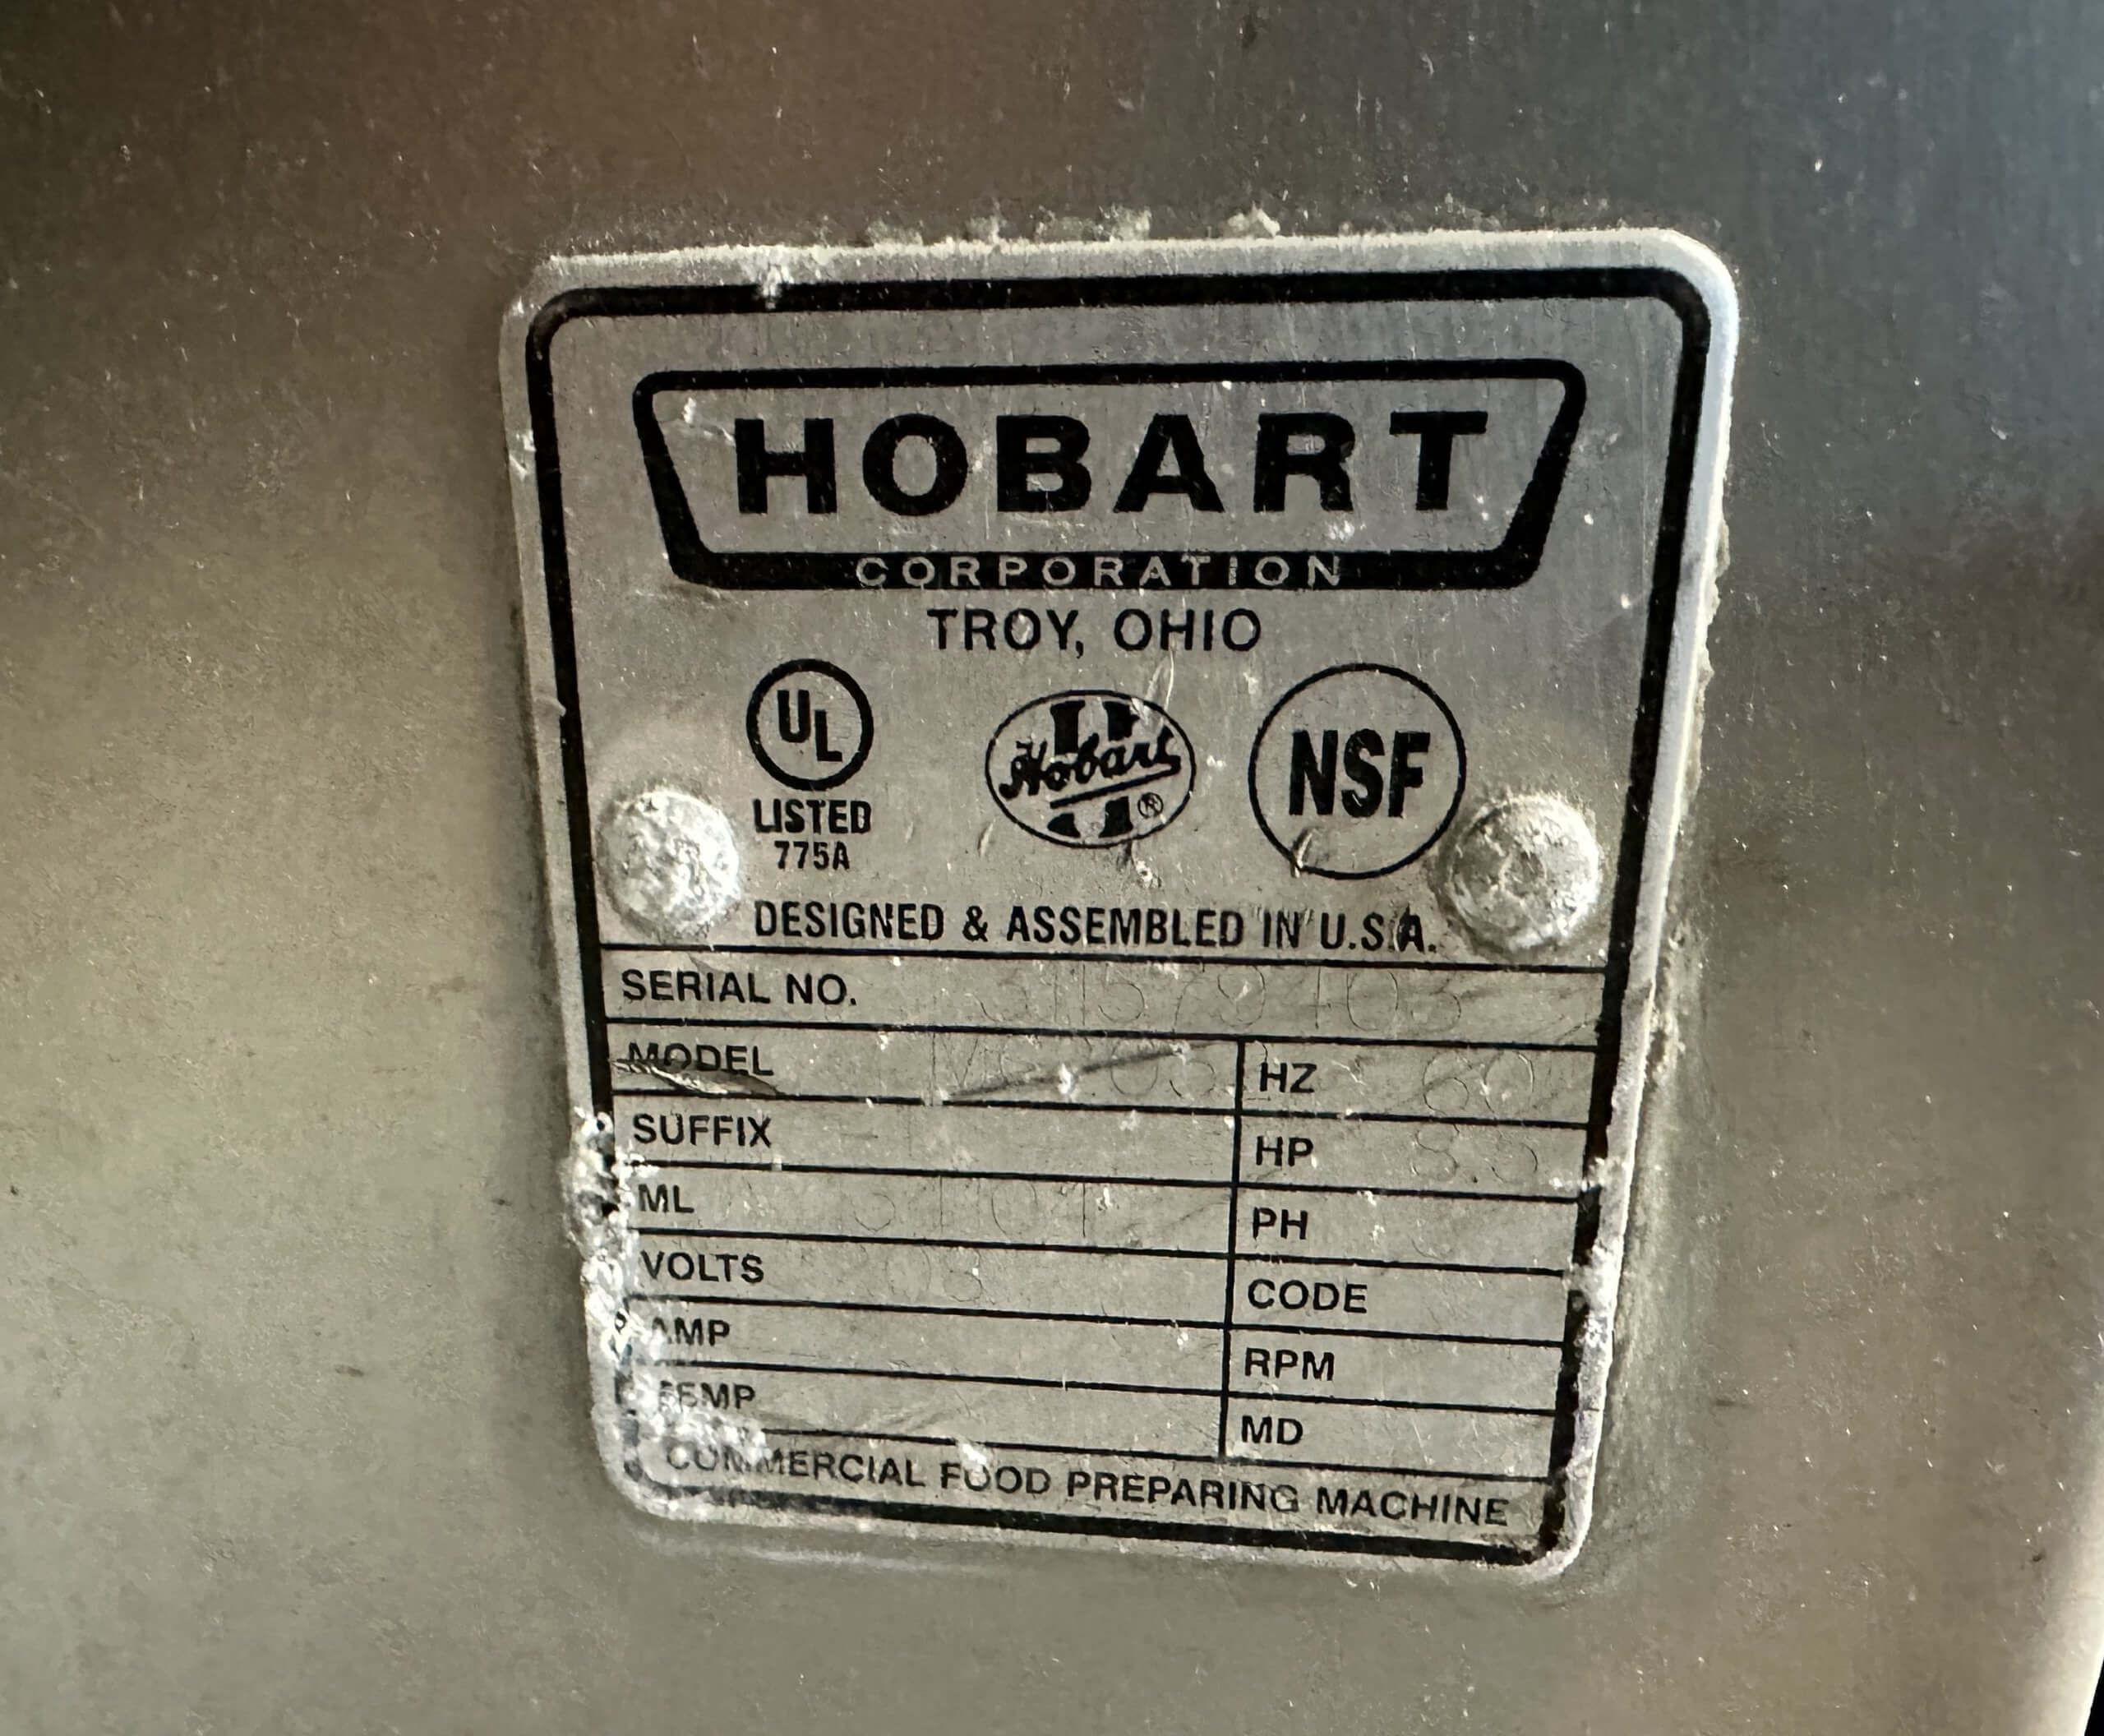 HOBART
CORPORATION
TROY, OHIO
UL
LISTED
775A
Hobart ®
NSF
DESIGNED & ASSEMBLED IN U.S.A.
SERIAL NO.
MODEL
HZ 60
SUFFIX
HP
ML
PH
VOLTS
CODE
AMP
RPM
TEMP
MD
COMMERCIAL FOOD PREPARING MACHINE